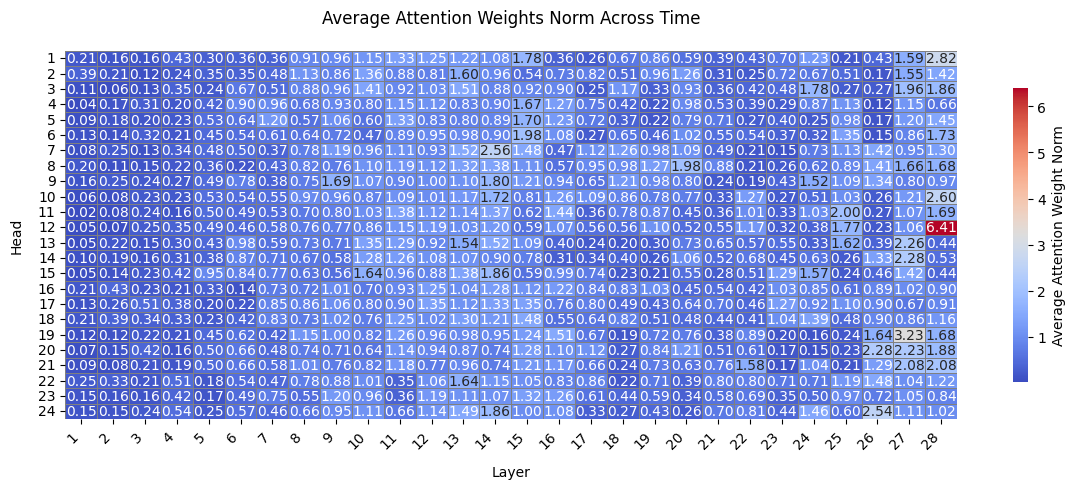 Average Attention Weights Norm Across Time
1 0.21 0.16 0.16 0.43 0.30 0.36 0.36 0.91 0.96 1.15 1.33 1.25 1.22 1.08 1.78 0.36 0.26 0.67 0.86 0.59 0.39 0.43 0.70 1.23 0.21 0.43 1.59 2.82
2 0.39 0.21 0.12 0.24 0.35 0.35 0.48 1.13 0.86 1.36 0.88 0.81 1.60 0.96 0.54 0.73 0.82 0.51 0.96 1.26 0.31 0.25 0.72 0.67 0.51 0.17 1.55 1.42
3 0.11 0.06 0.13 0.35 0.24 0.67 0.51 0.88 0.96 1.41 0.92 1.03 1.51 0.88 0.92 0.90 0.25 1.17 0.33 0.93 0.36 0.42 0.48 1.78 0.27 0.27 1.96 1.86
4 0.04 0.17 0.31 0.20 0.42 0.90 0.96 0.68 0.93 0.80 1.15 1.12 0.83 0.90 1.67 1.27 0.75 0.42 0.22 0.98 0.53 0.39 0.29 0.87 1.13 0.12 1.15 0.66
5 0.09 0.18 0.20 0.23 0.53 0.64 1.20 0.57 1.06 0.60 1.33 0.83 0.80 0.89 1.70 1.23 0.72 0.37 0.22 0.79 0.71 0.27 0.40 0.25 0.98 0.17 1.20 1.45
6 0.13 0.14 0.32 0.21 0.45 0.54 0.61 0.64 0.72 0.47 0.89 0.95 0.98 0.90 1.98 1.08 0.27 0.65 0.46 1.02 0.55 0.54 0.37 0.32 1.35 0.15 0.86 1.73
7 0.08 0.21 0.13 0.34 0.48 0.50 0.37 0.78 1.19 0.96 1.11 0.93 1.52 2.56 1.48 0.47 1.12 1.26 0.98 1.09 0.49 0.21 0.15 0.73 1.13 1.42 0.95 1.30
8 0.20 0.11 0.15 0.22 0.36 0.22 0.43 0.82 0.76 1.10 1.19 1.12 1.32 1.38 1.11 0.57 0.95 0.98 1.27 1.98 0.88 0.21 0.26 0.62 0.89 1.41 1.66 1.68
9 0.16 0.25 0.24 0.27 0.49 0.78 0.38 0.75 1.69 1.07 0.90 1.00 1.10 1.80 1.21 0.94 0.65 1.21 0.98 0.80 0.24 0.19 0.43 1.52 1.09 1.34 0.80 0.97
10 0.06 0.08 0.23 0.23 0.53 0.54 0.55 0.97 0.96 0.87 1.09 1.01 1.17 1.72 0.81 1.26 1.09 0.86 0.78 0.77 0.33 1.27 0.27 0.51 1.03 0.26 1.21 2.60
11 0.02 0.08 0.24 0.16 0.50 0.49 0.53 0.70 0.80 1.03 1.38 1.12 1.14 1.37 0.62 1.44 0.36 0.78 0.87 0.45 0.36 1.01 0.33 1.03 2.00 0.27 1.07 1.69
12 0.05 0.07 0.25 0.35 0.49 0.46 0.58 0.77 0.77 0.86 1.15 1.19 1.03 1.20 0.59 1.07 0.56 0.56 1.10 0.52 0.55 1.17 0.32 0.38 1.77 0.23 1.06 6.41
13 0.05 0.22 0.15 0.30 0.43 0.98 0.59 0.73 0.71 1.35 1.29 0.92 1.54 1.52 1.09 0.40 0.24 0.20 0.30 0.73 0.65 0.57 0.55 0.33 1.62 0.39 2.26 0.44
14 0.10 0.19 0.16 0.31 0.38 0.87 0.71 0.67 0.58 1.28 1.26 1.08 1.07 0.90 0.78 0.31 0.34 0.40 0.26 1.06 0.52 0.68 0.45 0.63 0.26 0.33 2.28 0.53
15 0.05 0.14 0.23 0.42 0.95 0.84 0.77 0.63 0.56 1.64 0.96 0.88 1.38 1.86 0.59 0.99 0.74 0.23 0.21 0.55 0.28 0.51 1.29 1.57 0.24 0.46 1.42 0.44
16 0.21 0.43 0.23 0.21 0.33 0.14 0.73 0.72 1.01 0.70 0.93 1.25 1.04 1.28 1.12 1.22 0.84 0.83 1.03 0.45 0.54 0.42 1.03 0.85 0.61 0.89 1.02 0.90
17 0.13 0.26 0.51 0.38 0.20 0.22 0.85 0.86 1.06 0.80 0.90 1.35 1.12 1.33 1.35 0.76 0.80 0.49 0.43 0.64 0.70 0.46 1.27 0.92 1.10 0.90 0.67 0.91
18 0.21 0.39 0.34 0.33 0.23 0.42 0.83 0.73 1.02 0.76 1.25 1.02 1.30 1.21 1.48 0.55 0.64 0.82 0.51 0.48 0.44 0.41 1.04 1.39 0.48 0.90 0.86 1.16
19 0.12 0.12 0.22 0.21 0.45 0.62 0.42 1.15 1.00 0.82 1.26 0.96 0.98 0.95 1.24 1.51 0.67 0.19 0.72 0.76 0.38 0.89 0.20 0.16 0.24 1.64 3.23 1.68
20 0.07 0.15 0.42 0.16 0.50 0.66 0.48 0.74 0.71 0.64 1.14 0.94 0.87 0.74 1.28 1.10 1.12 0.27 0.84 1.21 0.51 0.61 0.17 0.15 0.23 2.28 2.23 1.88
21 0.09 0.08 0.21 0.19 0.50 0.66 0.58 1.01 0.76 0.82 1.18 0.77 0.96 0.74 1.21 1.17 0.66 0.24 0.73 0.63 0.76 1.58 0.17 1.04 0.21 1.29 2.08 2.08
22 0.25 0.33 0.21 0.51 0.18 0.54 0.47 0.78 0.88 1.01 0.35 1.06 1.64 1.15 1.05 0.83 0.86 0.22 0.71 0.39 0.80 0.80 0.71 0.71 1.19 1.48 1.04 1.22
23 0.15 0.16 0.16 0.42 0.17 0.49 0.75 0.55 1.20 0.96 0.36 1.19 1.11 1.07 1.32 1.26 0.61 0.44 0.59 0.34 0.58 0.69 0.35 0.50 0.97 0.72 1.05 0.84
24 0.15 0.15 0.24 0.54 0.25 0.57 0.46 0.66 0.95 1.11 0.66 1.14 1.49 1.86 1.00 1.08 0.33 0.27 0.43 0.26 0.70 0.81 0.44 1.46 0.60 2.54 1.11 1.02
1 2 3 4 5 6 7 8 9 10 11 12 13 14 15 16 17 18 19 20 21 22 23 24 25 26 27 28
Layer
Head
6
5
4
3
2
1
Average Attention Weight Norm